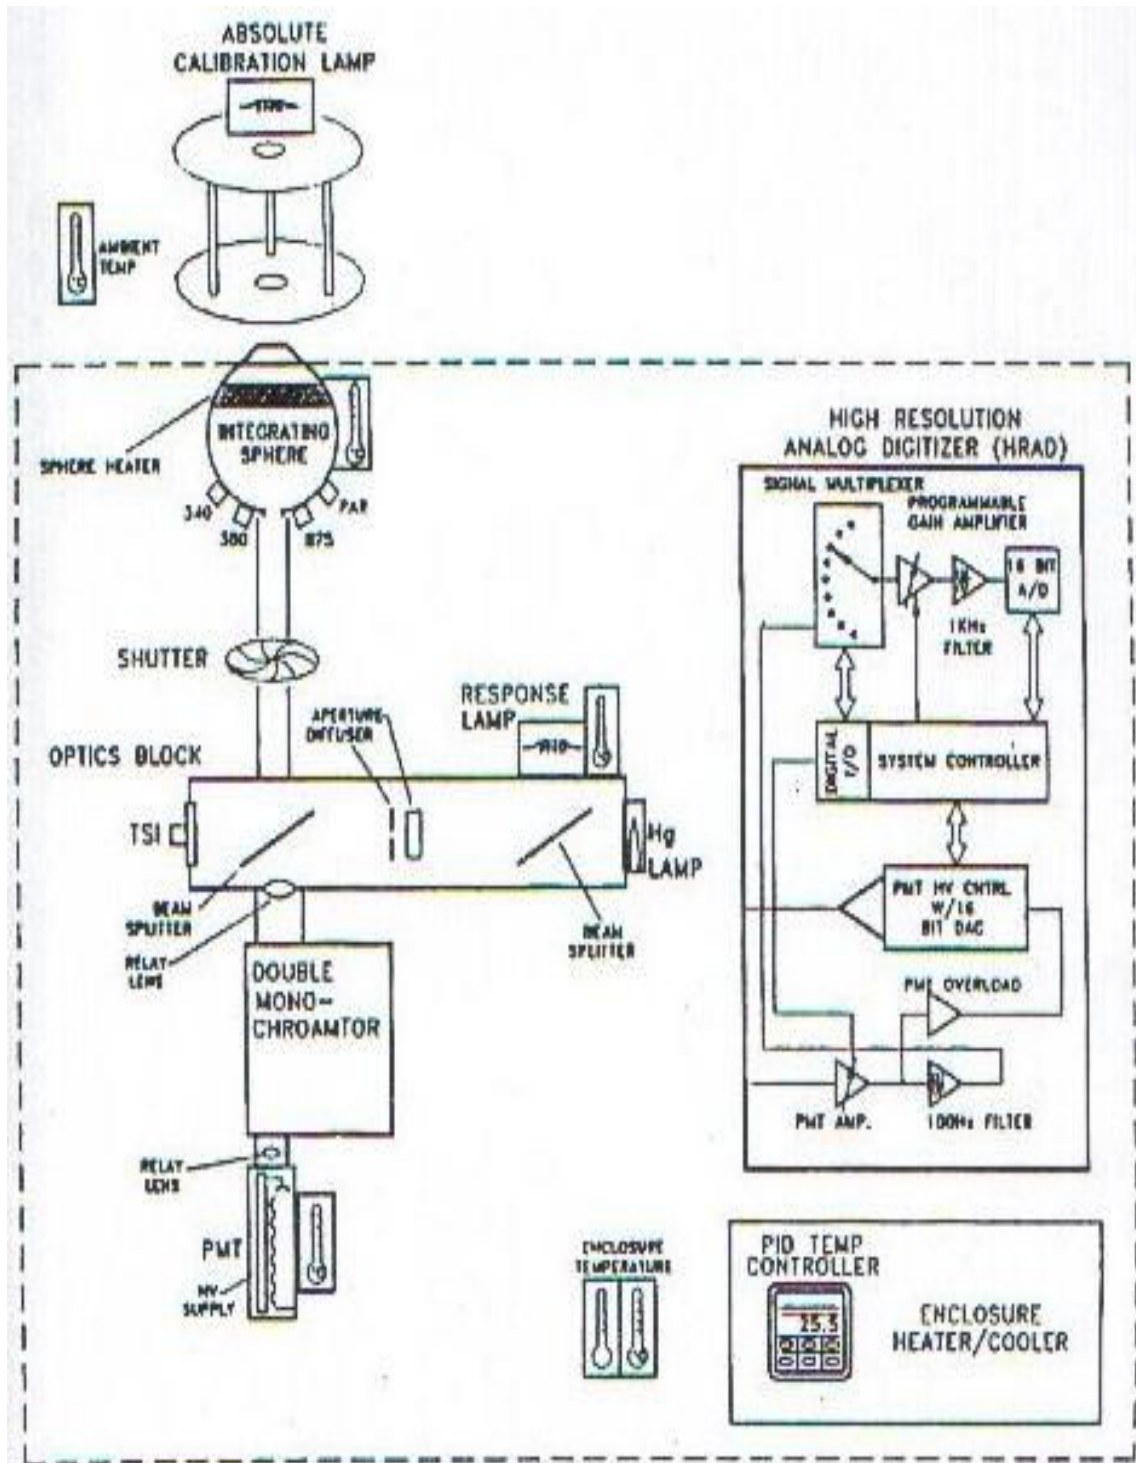 ABSOLUTE
CALIBRATION LAMP
AMBIENT
TEMP
INTEGRATING
SPHERE
SPHERE HEATER
340
380
875
PAR
SHUTTER
OPTICS BLOCK
APERTURE
DIFFUSER
RESPONSE
LAMP
TSI
Hg
LAMP
BEAM
SPLITTER
RELAY
LENS
BEAM
SPLITTER
DOUBLE
MONO-
CHROAMTOR
RELAY
LENS
PMT
HV
SUPPLY
HIGH RESOLUTION
ANALOG DIGITIZER (HRAD)
SIGNAL MULTIPLEXER
PROGRAMMABLE
GAIN AMPLIFIER
16 BIT
A/D
1KHz
FILTER
DIGITAL
I/O
SYSTEM CONTROLLER
PMT HV CNTRL
W/16
BIT DAC
PMT OVERLOAD
PMT AMP.
100Hz FILTER
ENCLOSURE
TEMPERATURE
PID TEMP
CONTROLLER
25.5
ENCLOSURE
HEATER/COOLER